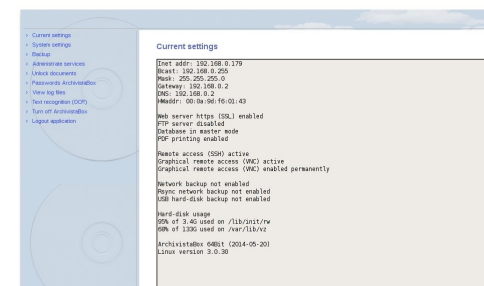 Current settings
System settings
Backup
Administrate services
Unlock documents
Passwords ArchivistaBox
View log files
Text recognition (OCR)
Turn off ArchivistaBox
Logout application
Current settings
Inet addr: 192.168.0.179
Bcast: 192.168.0.255
Mask: 255.255.255.0
Gateway: 192.168.0.2
DNS: 192.168.0.2
HWaddr: 00:0a:9d:f6:01:43
Web server https (SSL) enabled
FTP server disabled
Database in master mode
PDF printing enabled
Remote access (SSH) active
Graphical remote access (VNC) active
Graphical remote access (VNC) enabled permanently
Network backup not enabled
Rsync network backup not enabled
USB hard-disk backup not enabled
Hard-disk usage
95% of 3.4G used on /lib/init/rw
60% of 133G used on /var/lib/vz
ArchivistaBox 64Bit (2014-05-20)
Linux version 3.0.30